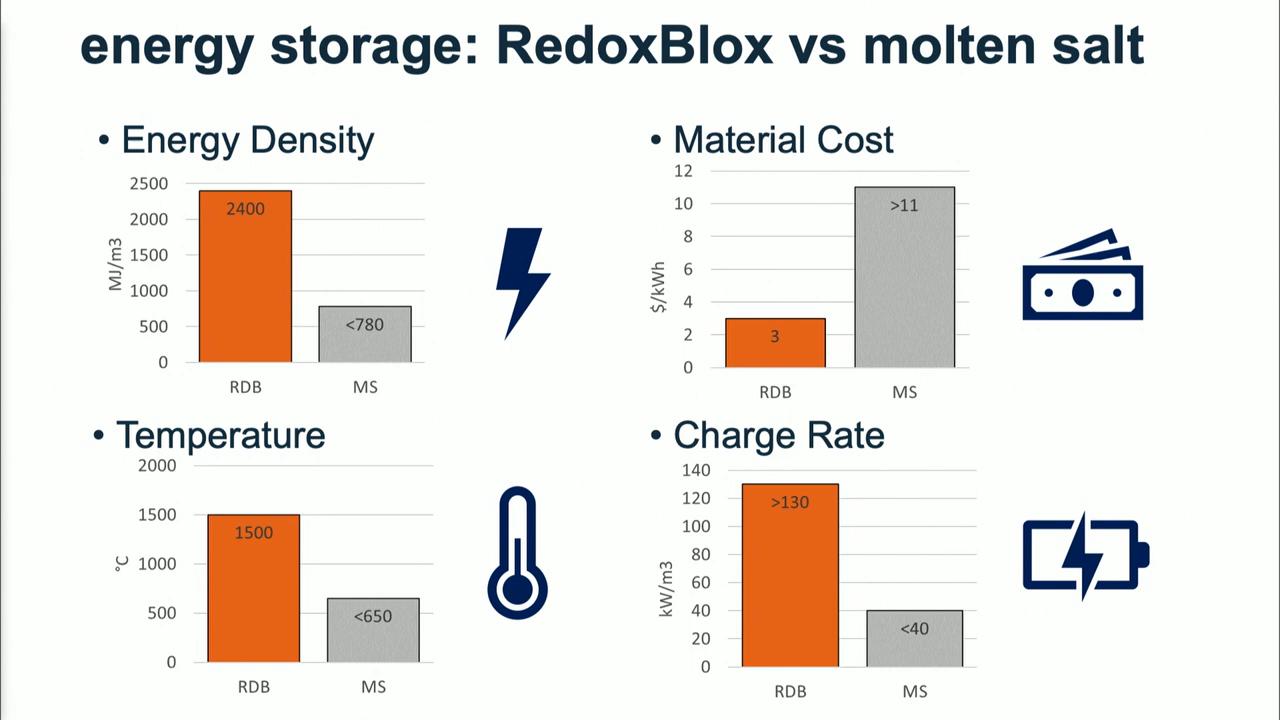 energy storage: RedoxBlox vs molten salt
• Energy Density
2500
2000
1500
1000
500
0
MJ/m3
2400
<780
RDB
MS
• Material Cost
12
10
8
6
4
2
0
$/kWh
3
>11
RDB
MS
• Temperature
2000
1500
1000
500
0
°C
1500
<650
RDB
MS
• Charge Rate
140
120
100
80
60
40
20
0
kW/m3
>130
<40
RDB
MS